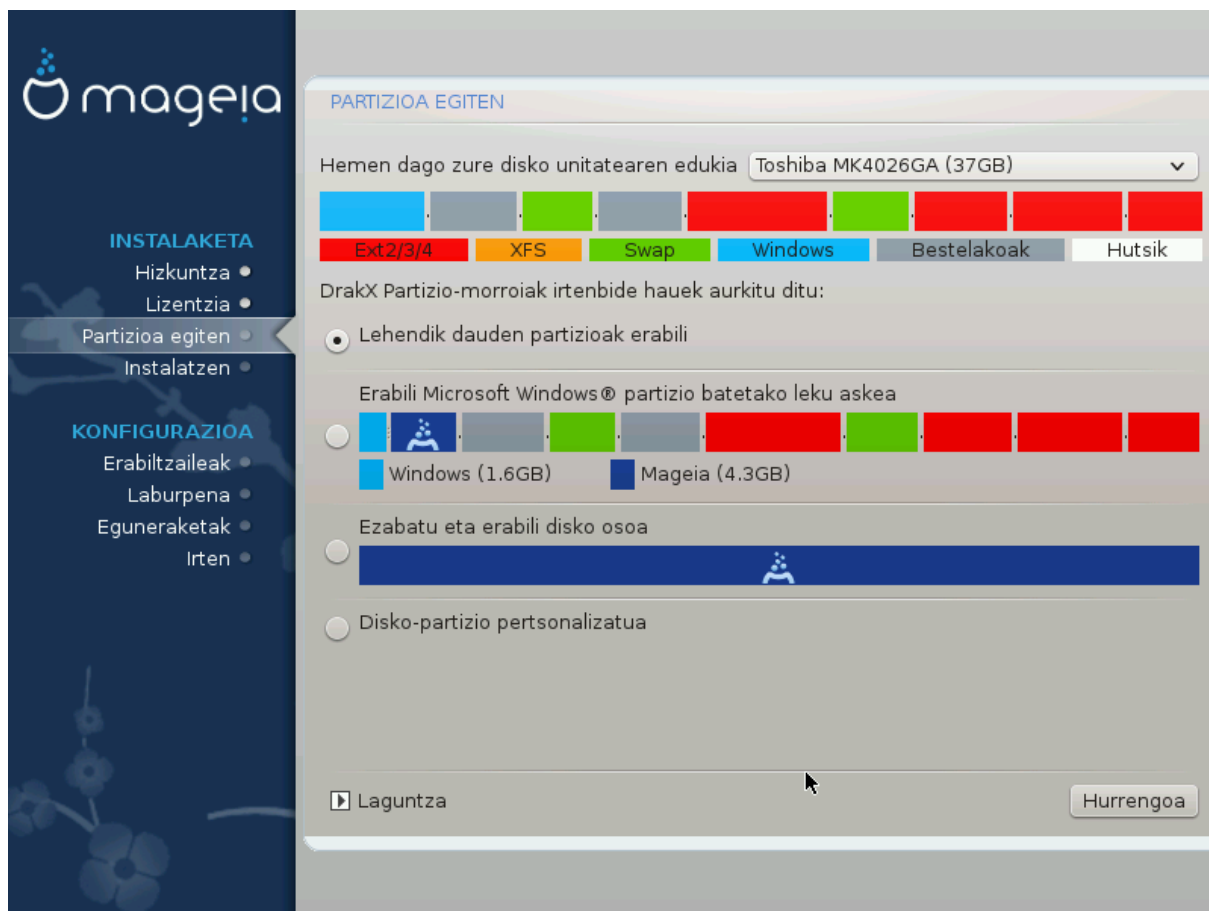 mageia
PARTIZIOA EGITEN
Hemen dago zure disko unitatearen edukia Toshiba MK4026GA (37GB)
Ext2/3/4 XFS Swap Windows Bestelakoak Hutsik
DrakX Partizio-morroiak irtenbide hauek aurkitu ditu:
Lehendik dauden partizioak erabili
Erabili Microsoft Windows® partizio batetako leku askea
Windows (1.6GB) Mageia (4.3GB)
Ezabatu eta erabili disko osoa
Disko-partizio pertsonalizatua
Laguntza
Hurrengoa
INSTALAKETA
Hizkuntza
Lizentzia
Partizioa egiten
Instalatzen
KONFIGURAZIOA
Erabiltzaileak
Laburpena
Eguneraketak
Irten